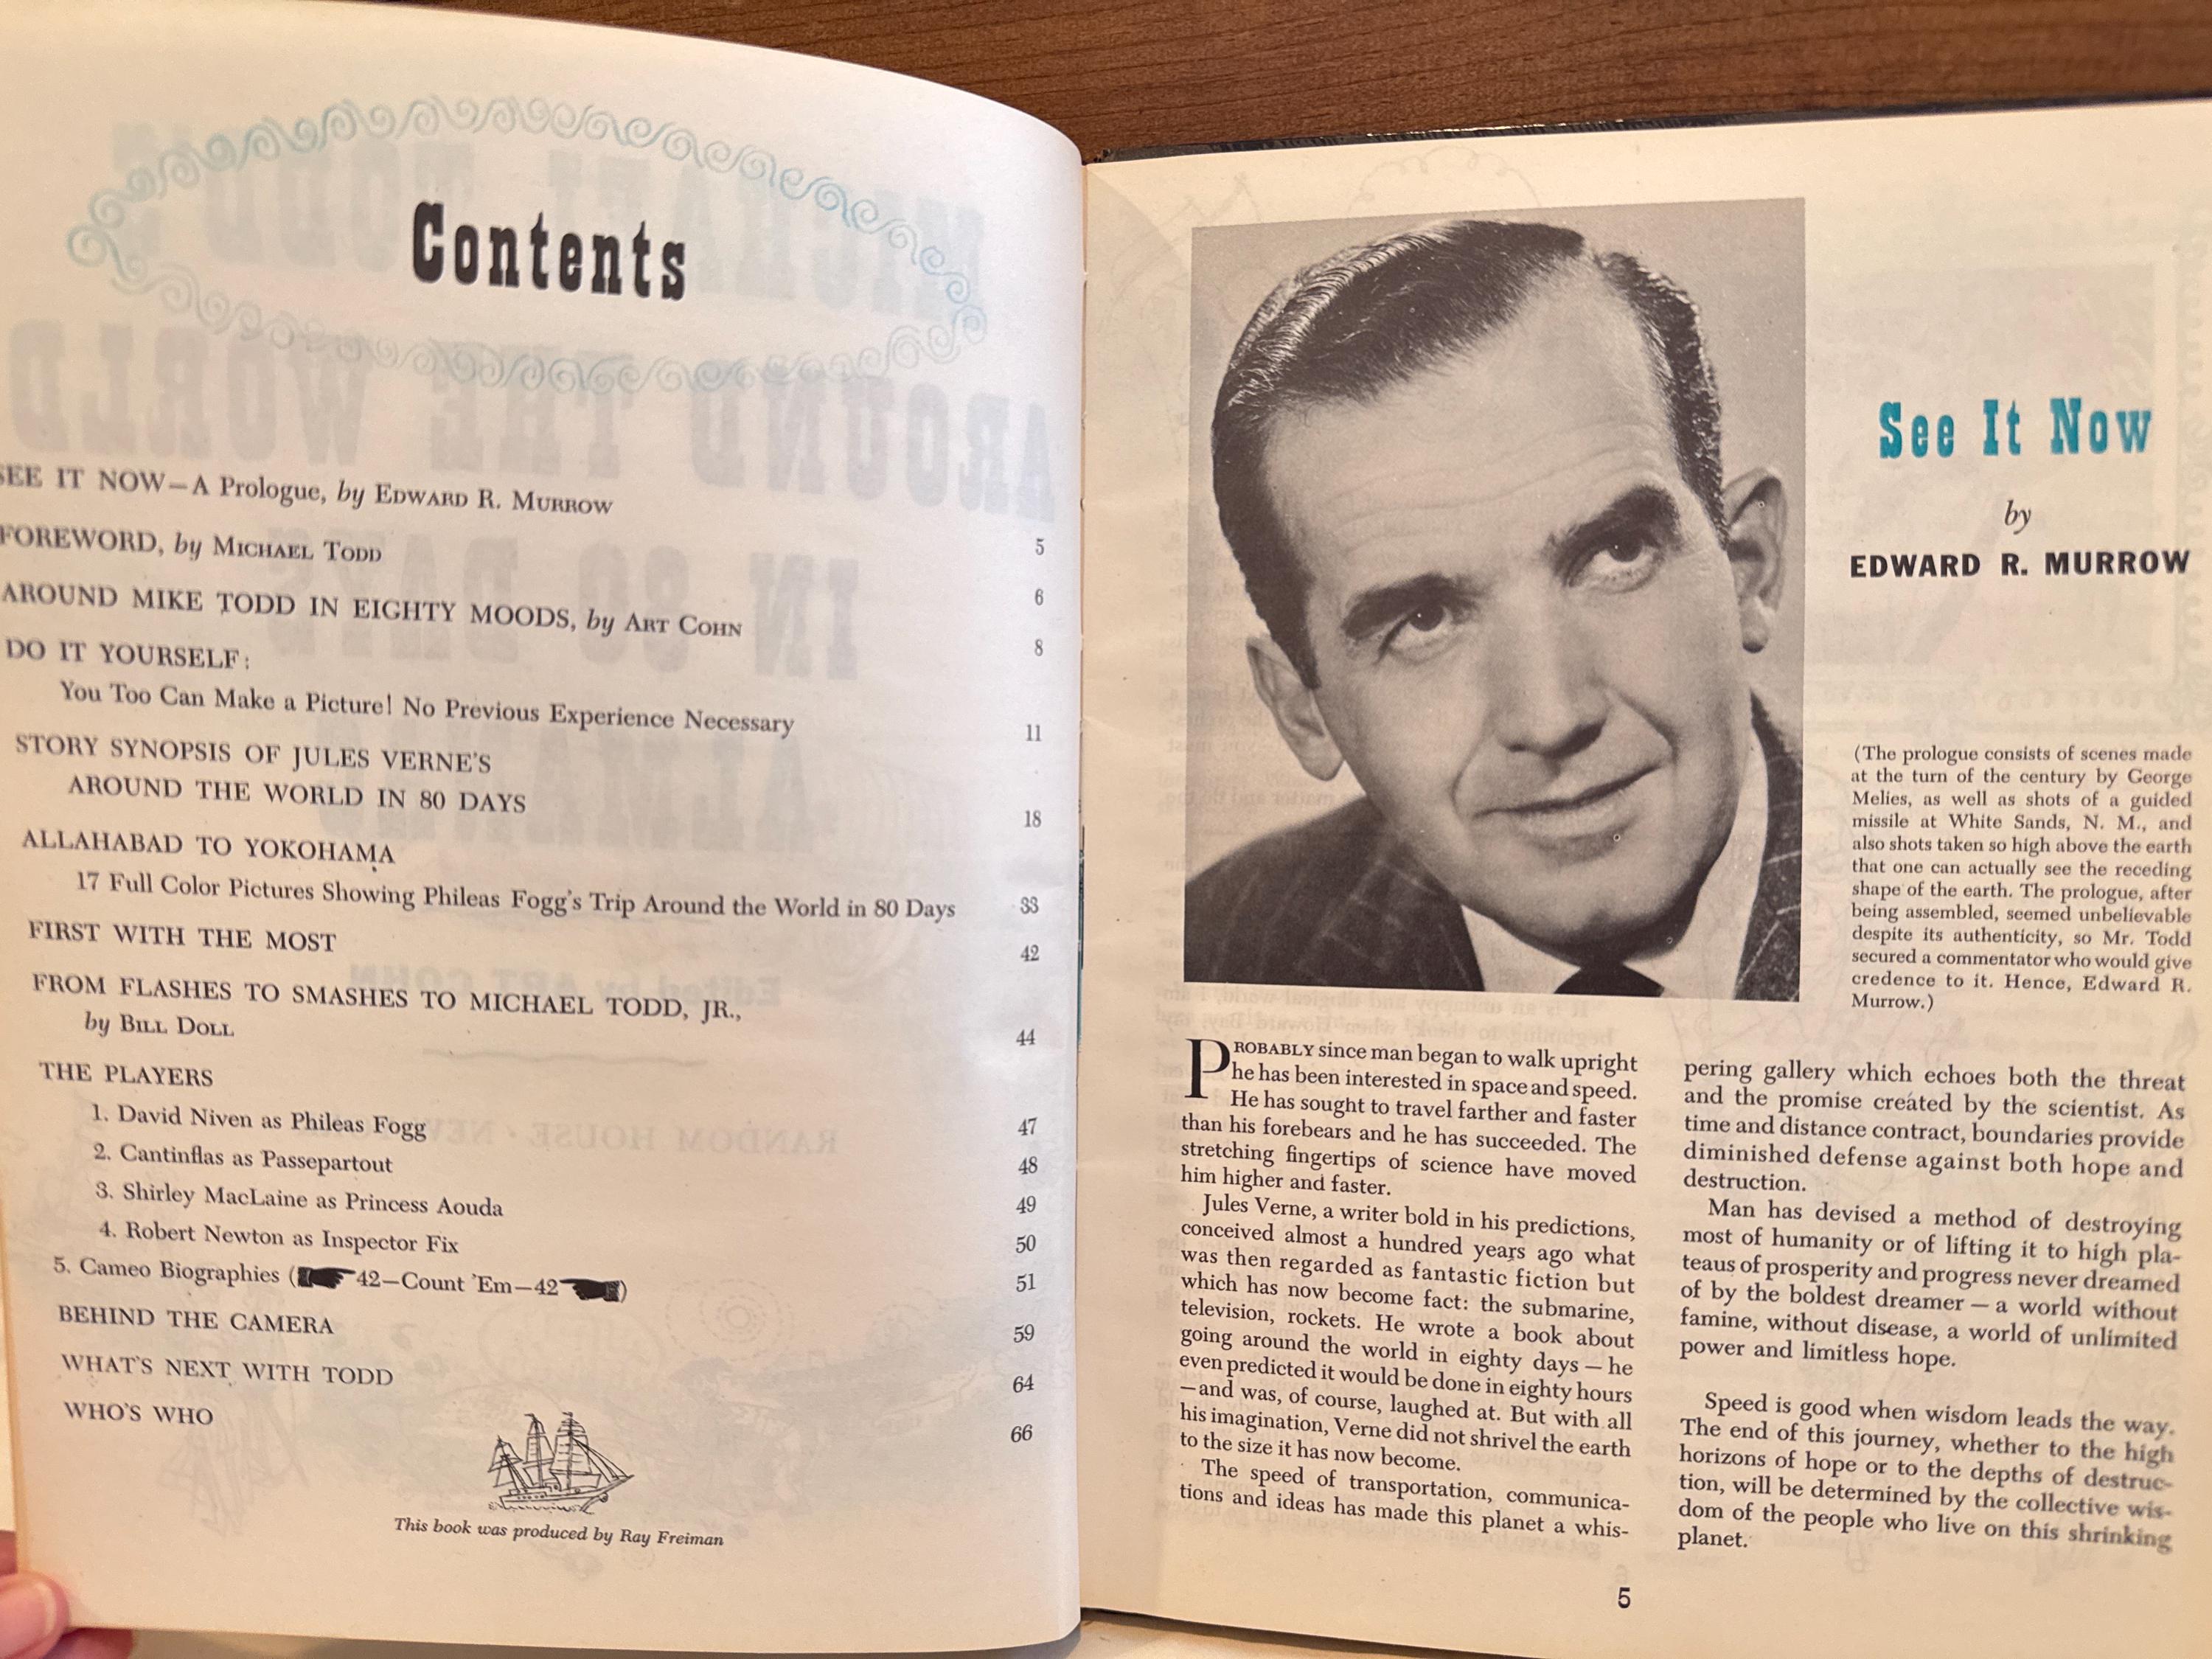 Contents
SEE IT NOW—A Prologue, by EDWARD R. MURROW 5
FOREWORD, by MICHAEL TODD 6
AROUND MIKE TODD IN EIGHTY MOODS, by ART COHN 8
DO IT YOURSELF:
You Too Can Make a Picture! No Previous Experience Necessary 11
STORY SYNOPSIS OF JULES VERNE'S
AROUND THE WORLD IN 80 DAYS 18
ALLAHABAD TO YOKOHAMA
17 Full Color Pictures Showing Phileas Fogg's Trip Around the World in 80 Days 33
FIRST WITH THE MOST 42
FROM FLASHES TO SMASHES TO MICHAEL TODD, JR.,
by BILL DOLL 44
THE PLAYERS
1. David Niven as Phileas Fogg 47
2. Cantinflas as Passepartout 48
3. Shirley MacLaine as Princess Aouda 49
4. Robert Newton as Inspector Fix 50
5. Cameo Biographies (42—Count 'Em—42) 51
BEHIND THE CAMERA 59
WHAT'S NEXT WITH TODD 64
WHO'S WHO 66
This book was produced by Ray Freiman
See It Now
by
EDWARD R. MURROW
(The prologue consists of scenes made
at the turn of the century by George
Melies, as well as shots of a guided
missile at White Sands, N. M., and
also shots taken so high above the earth
that one can actually see the receding
shape of the earth. The prologue, after
being assembled, seemed unbelievable
despite its authenticity, so Mr. Todd
secured a commentator who would give
credence to it. Hence, Edward R.
Murrow.)
PROBABLY since man began to walk upright
he has been interested in space and speed.
He has sought to travel farther and faster
than his forebears and he has succeeded. The
stretching fingertips of science have moved
him higher and faster.
Jules Verne, a writer bold in his predictions,
conceived almost a hundred years ago what
was then regarded as fantastic fiction but
which has now become fact: the submarine,
television, rockets. He wrote a book about
going around the world in eighty days — he
even predicted it would be done in eighty hours
—and was, of course, laughed at. But with all
his imagination, Verne did not shrivel the earth
to the size it has now become.
The speed of transportation, communica-
tions and ideas has made this planet a whis-
pering gallery which echoes both the threat
and the promise created by the scientist. As
time and distance contract, boundaries provide
diminished defense against both hope and
destruction.
Man has devised a method of destroying
most of humanity or of lifting it to high pla-
teaus of prosperity and progress never dreamed
of by the boldest dreamer — a world without
famine, without disease, a world of unlimited
power and limitless hope.
Speed is good when wisdom leads the way.
The end of this journey, whether to the high
horizons of hope or to the depths of destruc-
tion, will be determined by the collective wis-
dom of the people who live on this shrinking
planet.
5